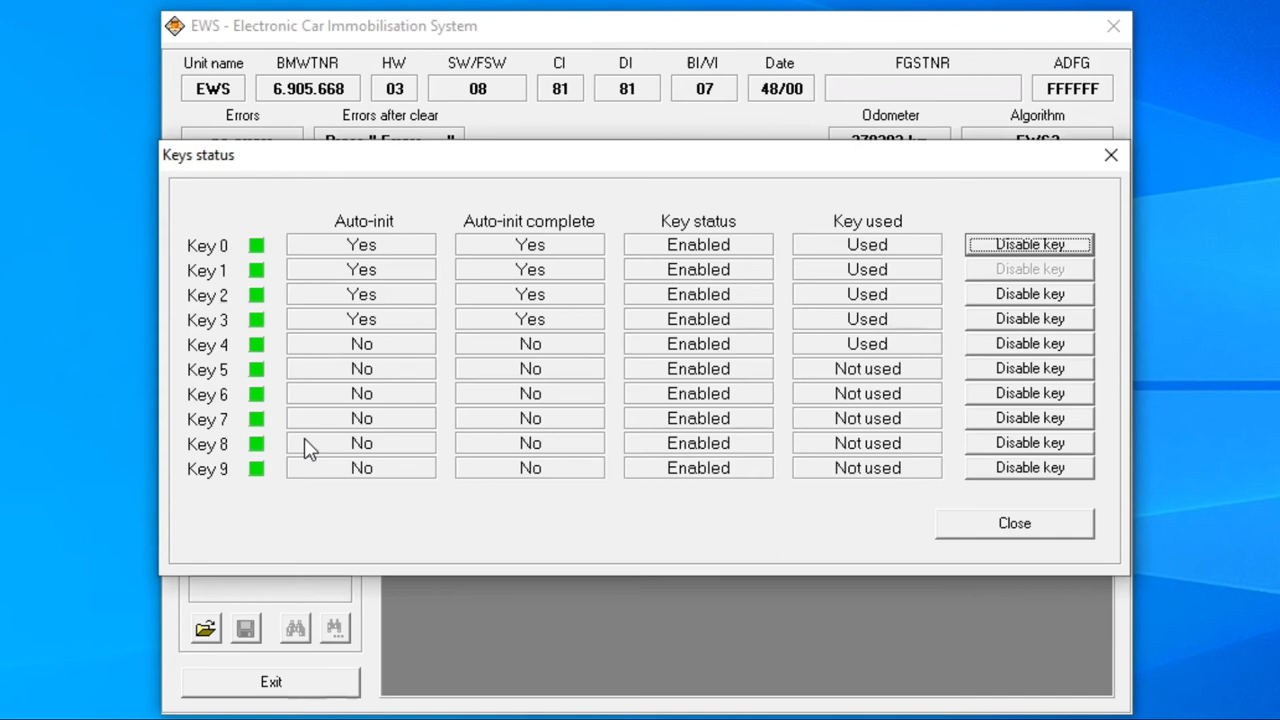 EWS - Electronic Car Immobilisation System
Unit name BMWTNR HW SW/FSW CI DI BI/VI Date FGSTNR ADFG
EWS 6.905.668 03 08 81 81 07 48/00 FFFFFF
Errors Errors after clear Odometer Algorithm
Keys status
Auto-init Auto-init complete Key status Key used
Key 0 Yes Yes Enabled Used Disable key
Key 1 Yes Yes Enabled Used Disable key
Key 2 Yes Yes Enabled Used Disable key
Key 3 Yes Yes Enabled Used Disable key
Key 4 No No Enabled Used Disable key
Key 5 No No Enabled Not used Disable key
Key 6 No No Enabled Not used Disable key
Key 7 No No Enabled Not used Disable key
Key 8 No No Enabled Not used Disable key
Key 9 No No Enabled Not used Disable key
Close
Exit